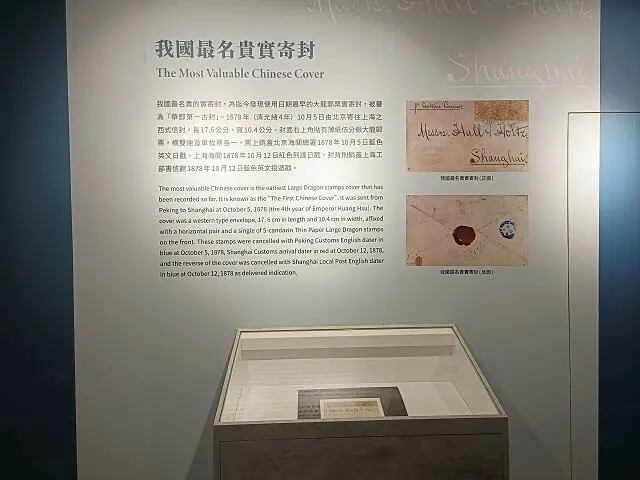 Messrs. Hull & Holtz.
Shanghai
我國最名貴實寄封
The Most Valuable Chinese Cover
我國最名貴的實寄封,為迄今發現使用日期最早的大龍郵票實寄封,被譽
為「華郵第一古封」。1878年(清光緒4年)10月5日由北京寄往上海之
西式信封,長17.6公分、寬10.4公分,封面右上角貼有薄紙伍分銀大龍郵
票,橫雙連及單枚票各一,票上銷蓋北京海關總署1878年10月5日藍色
英文日戳、上海海關1878年10月12日紅色到達日戳,封背則銷蓋上海工
部書信館1878年10月12日藍色英文投遞戳。
The most valuable Chinese cover is the earliest Large Dragon stamps cover that
has been recorded so far. It is known as the "The First Chinese Cover". It was sent from
Peking to Shanghai at October 5, 1878 (the 4th year of Emperor Kuang Hsu). The
cover was a western type envelope, 17. 6 cm in length and 10.4 cm in width, affixed
with a horizontal pair and a single of 5-candarin Thin Paper Large Dragon stamps
on the front. These stamps were cancelled with Peking Customs English dater in
blue at October 5, 1878, Shanghai Customs arrival dater in red at October 12, 1878,
and the reverse of the cover was cancelled with Shanghai Local Post English dater
in blue at October 12, 1878 as delivered indication.
Messrs. Hull & Holtz.
Shanghai
我國最名貴實寄封(正面)
我國最名貴實寄封(反面)